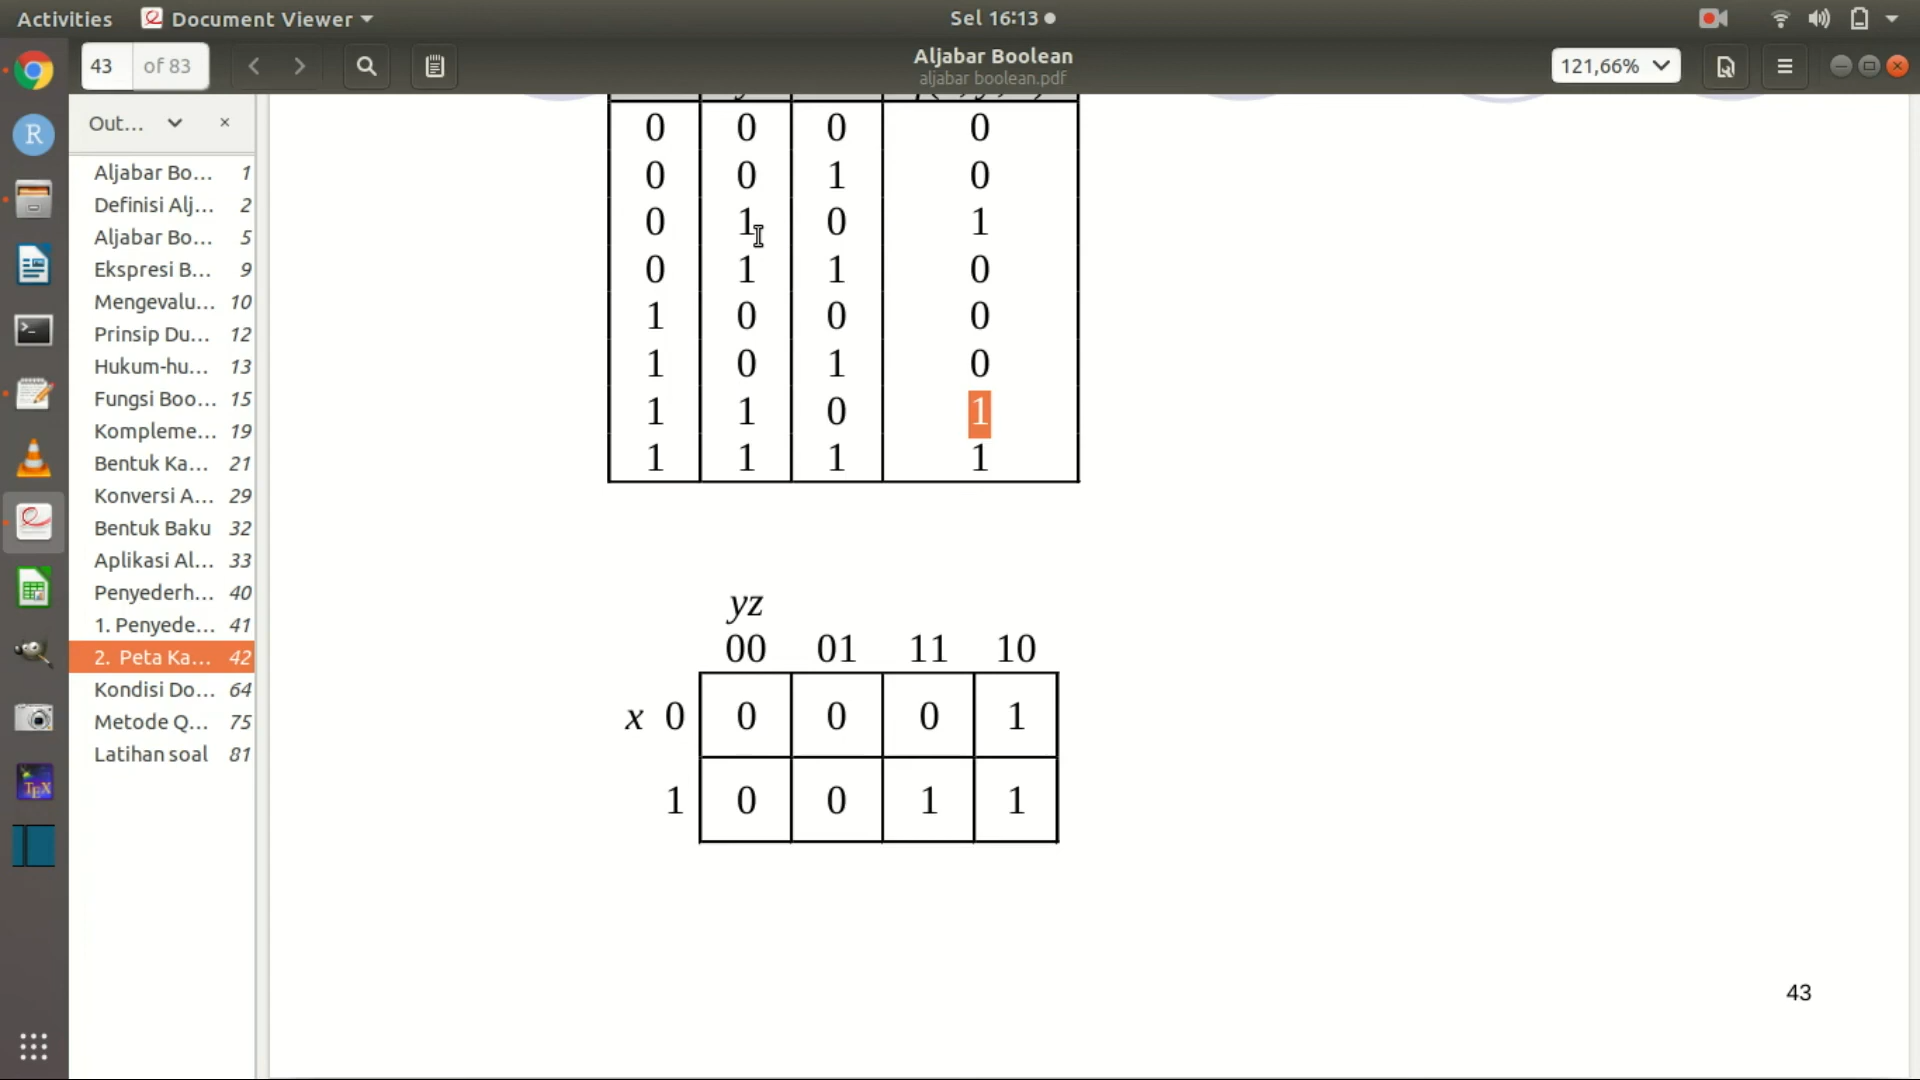 Activities Document Viewer Sel 16:13
43 of 83 Aljabar Boolean 121,66%
aljabar boolean.pdf
Out...
Aljabar Bo... 1
Definisi Alj... 2
Aljabar Bo... 5
Ekspresi B... 9
Mengevalu... 10
Prinsip Du... 12
Hukum-hu... 13
Fungsi Boo... 15
Kompleme... 19
Bentuk Ka... 21
Konversi A... 29
Bentuk Baku 32
Aplikasi Al... 33
Penyederh... 40
1. Penyede... 41
2. Peta Ka... 42
Kondisi Do... 64
Metode Q... 75
Latihan soal 81
0 0 0 0
0 0 1 0
0 1 0 1
0 1 1 0
1 0 0 0
1 0 1 0
1 1 0 1
1 1 1 1
yz
00 01 11 10
x 0 0 0 0 1
1 0 0 1 1
43